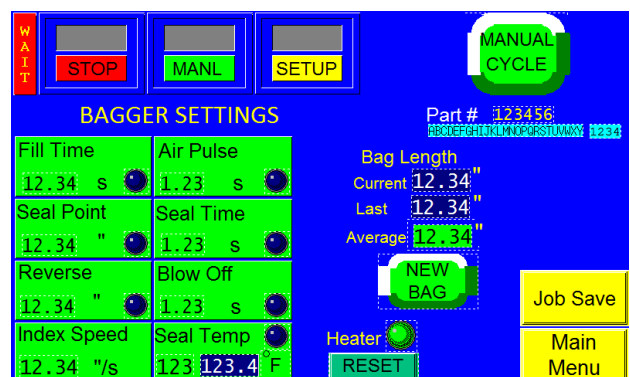 WAIT
STOP MANL SETUP
MANUAL
CYCLE
BAGGER SETTINGS
Part # 123456
ABCDEFGHIJKLMNOPQRSTUVWXY 1234
Fill Time
12.34 s
Air Pulse
1.23 s
Bag Length
Current 12.34"
Last 12.34"
Average 12.34"
Seal Point
12.34 "
Seal Time
1.23 s
Reverse
12.34 "
Blow Off
1.23 s
NEW
BAG
Job Save
Index Speed
12.34 "/s
Seal Temp
123 123.4 °F
Heater
RESET
Main
Menu